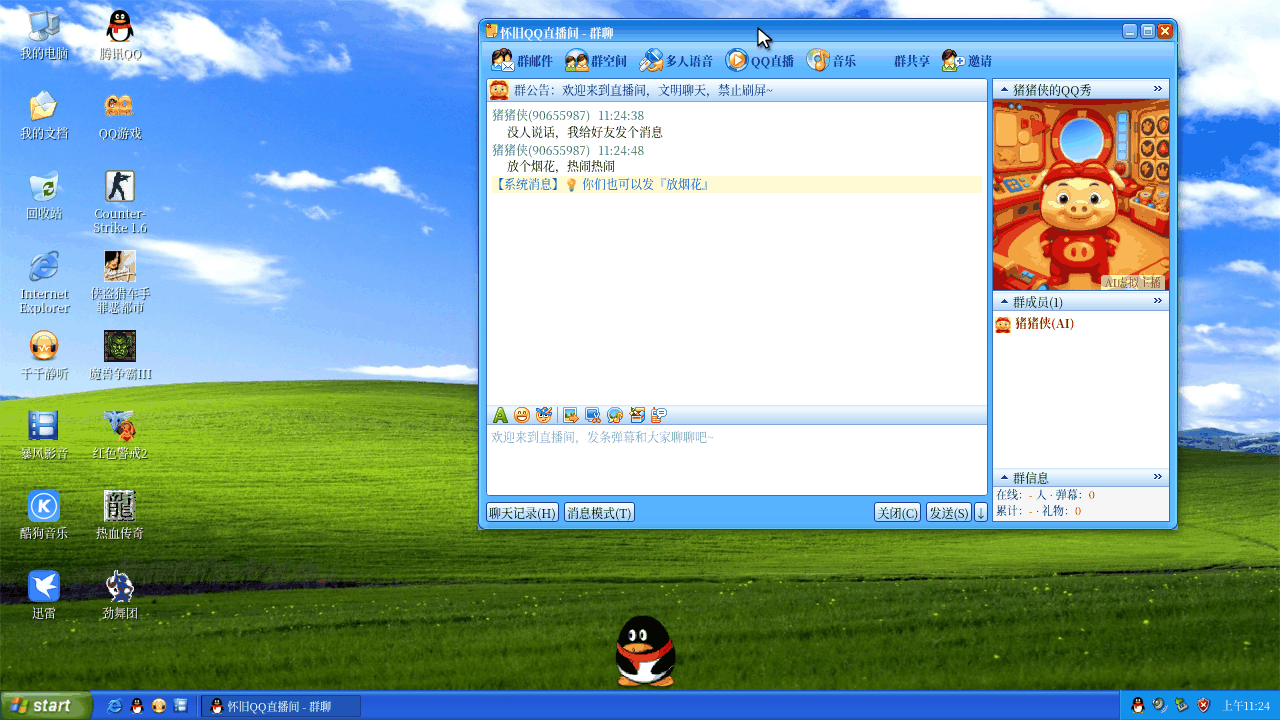 我的电脑
腾讯QQ
我的文档
QQ游戏
回收站
Counter-
Strike 1.6
Internet
Explorer
侠盗猎车手
罪恶都市
千千静听
魔兽争霸III
暴风影音
红色警戒2
酷狗音乐
热血传奇
迅雷
劲舞团
怀旧QQ直播间 - 群聊
群邮件 群空间 多人语音 QQ直播 音乐 群共享 邀请
群公告：欢迎来到直播间，文明聊天，禁止刷屏~
猪猪侠(90655987) 11:24:38
没人说话，我给好友发个消息
猪猪侠(90655987) 11:24:48
放个烟花，热闹热闹
【系统消息】💡 你们也可以发『放烟花』
欢迎来到直播间，发条弹幕和大家聊聊吧~
聊天记录(H) 消息模式(T) 关闭(C) 发送(S) ↓
猪猪侠的QQ秀
AI虚拟主播
群成员(1)
猪猪侠(AI)
群信息
在线：- 人 · 弹幕：0
累计：- · 礼物：0
start
怀旧QQ直播间 - 群聊
上午11:24